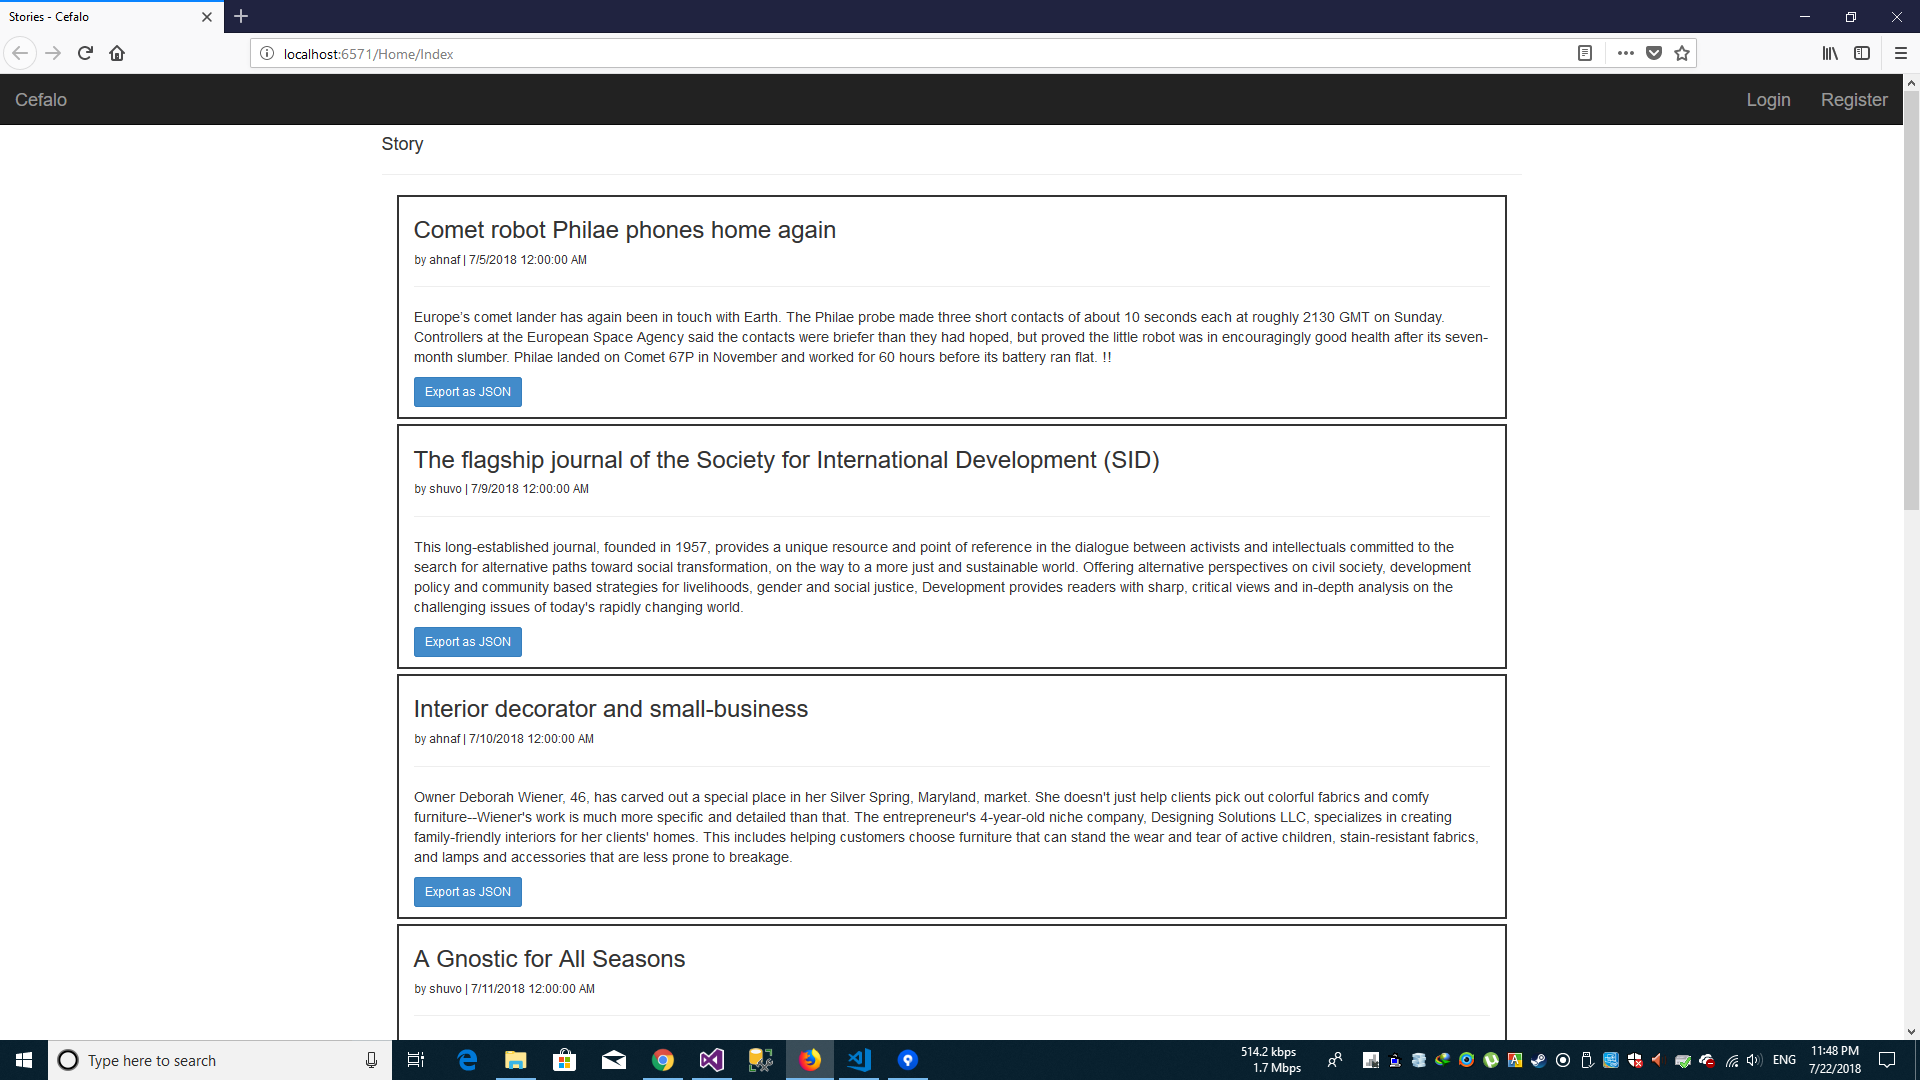 Stories - Cefalo
localhost:6571/Home/Index
Cefalo
Login
Register
Story
Comet robot Philae phones home again
by ahnaf | 7/5/2018 12:00:00 AM
Europe's comet lander has again been in touch with Earth. The Philae probe made three short contacts of about 10 seconds each at roughly 2130 GMT on Sunday.
Controllers at the European Space Agency said the contacts were briefer than they had hoped, but proved the little robot was in encouragingly good health after its seven-
month slumber. Philae landed on Comet 67P in November and worked for 60 hours before its battery ran flat. !!
Export as JSON
The flagship journal of the Society for International Development (SID)
by shuvo | 7/9/2018 12:00:00 AM
This long-established journal, founded in 1957, provides a unique resource and point of reference in the dialogue between activists and intellectuals committed to the
search for alternative paths toward social transformation, on the way to a more just and sustainable world. Offering alternative perspectives on civil society, development
policy and community based strategies for livelihoods, gender and social justice, Development provides readers with sharp, critical views and in-depth analysis on the
challenging issues of today's rapidly changing world.
Export as JSON
Interior decorator and small-business
by ahnaf | 7/10/2018 12:00:00 AM
Owner Deborah Wiener, 46, has carved out a special place in her Silver Spring, Maryland, market. She doesn't just help clients pick out colorful fabrics and comfy
furniture--Wiener's work is much more specific and detailed than that. The entrepreneur's 4-year-old niche company, Designing Solutions LLC, specializes in creating
family-friendly interiors for her clients' homes. This includes helping customers choose furniture that can stand the wear and tear of active children, stain-resistant fabrics,
and lamps and accessories that are less prone to breakage.
Export as JSON
A Gnostic for All Seasons
by shuvo | 7/11/2018 12:00:00 AM
Type here to search
514.2 kbps
1.7 Mbps
ENG
11:48 PM
7/22/2018